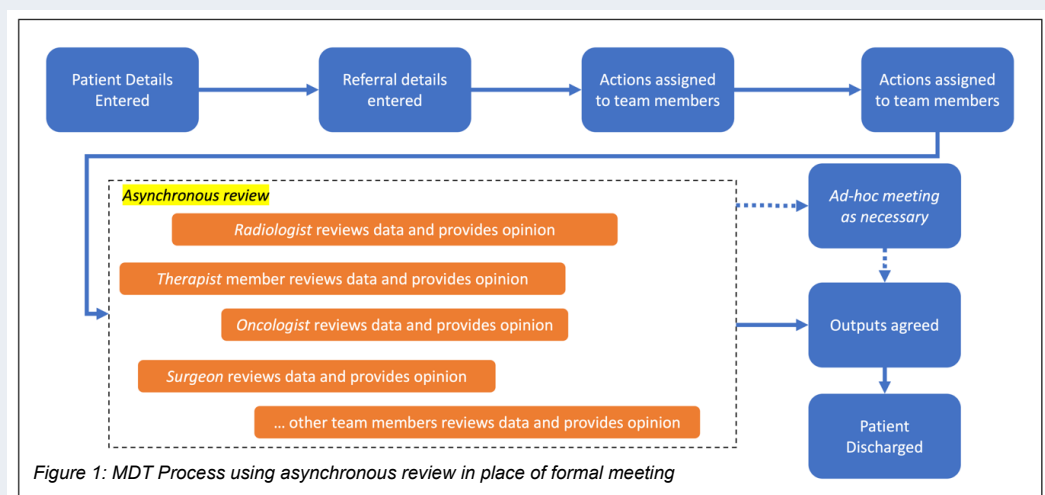 Patient Details
Entered
Referral details
entered
Actions assigned
to team members
Actions assigned
to team members
Asynchronous review
Radiologist reviews data and provides opinion
Therapist member reviews data and provides opinion
Oncologist reviews data and provides opinion
Surgeon reviews data and provides opinion
... other team members reviews data and provides opinion
Ad-hoc meeting
as necessary
Outputs agreed
Patient
Discharged
Figure 1: MDT Process using asynchronous review in place of formal meeting